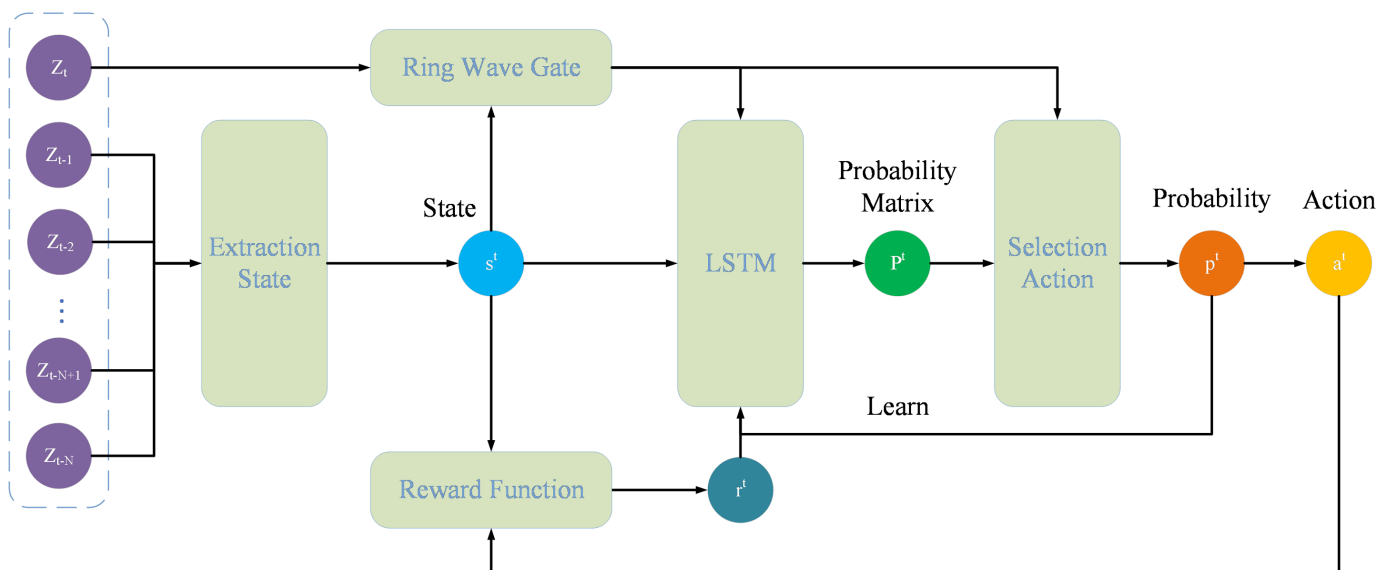 Z_t
Z_t-1
Z_t-2
⋮
Z_t-N+1
Z_t-N
Ring Wave Gate
Extraction
State
State
s^t
LSTM
Probability
Matrix
P^t
Selection
Action
Probability
p^t
Action
a^t
Learn
Reward Function
r^t